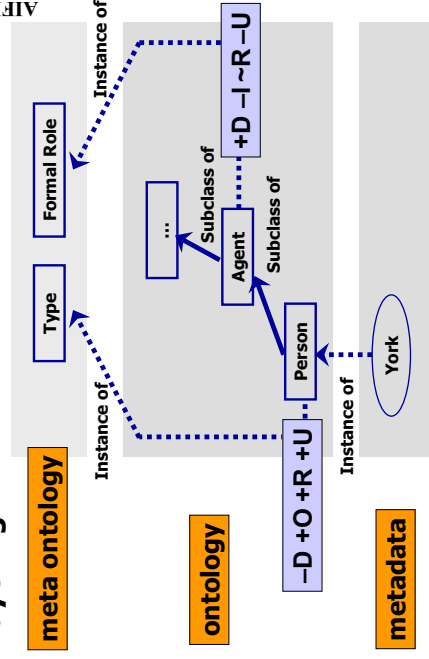 meta ontology
Type
Formal Role
Instance of
Instance of
...
Subclass of
ontology
Agent
+D –I ~R –U
Subclass of
–D +O +R +U
Person
Instance of
metadata
York